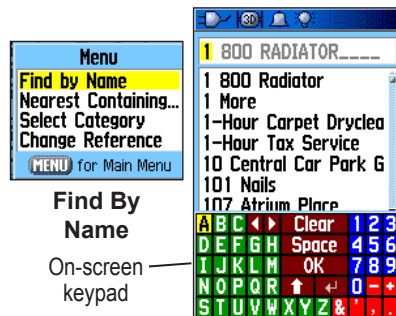 Menu
Find by Name
Nearest Containing...
Select Category
Change Reference
MENU for Main Menu
Find By
Name
On-screen
keypad
3D
1 800 RADIATOR____
1 800 Radiator
1 More
1-Hour Carpet Dryclea
1-Hour Tax Service
10 Central Car Park G
101 Nails
107 Atrium Place
A B C Clear 1 2 3
D E F G H Space 4 5 6
I J K L M OK 7 8 9
N O P Q R 0 - +
S T U V W X Y Z & ' , .